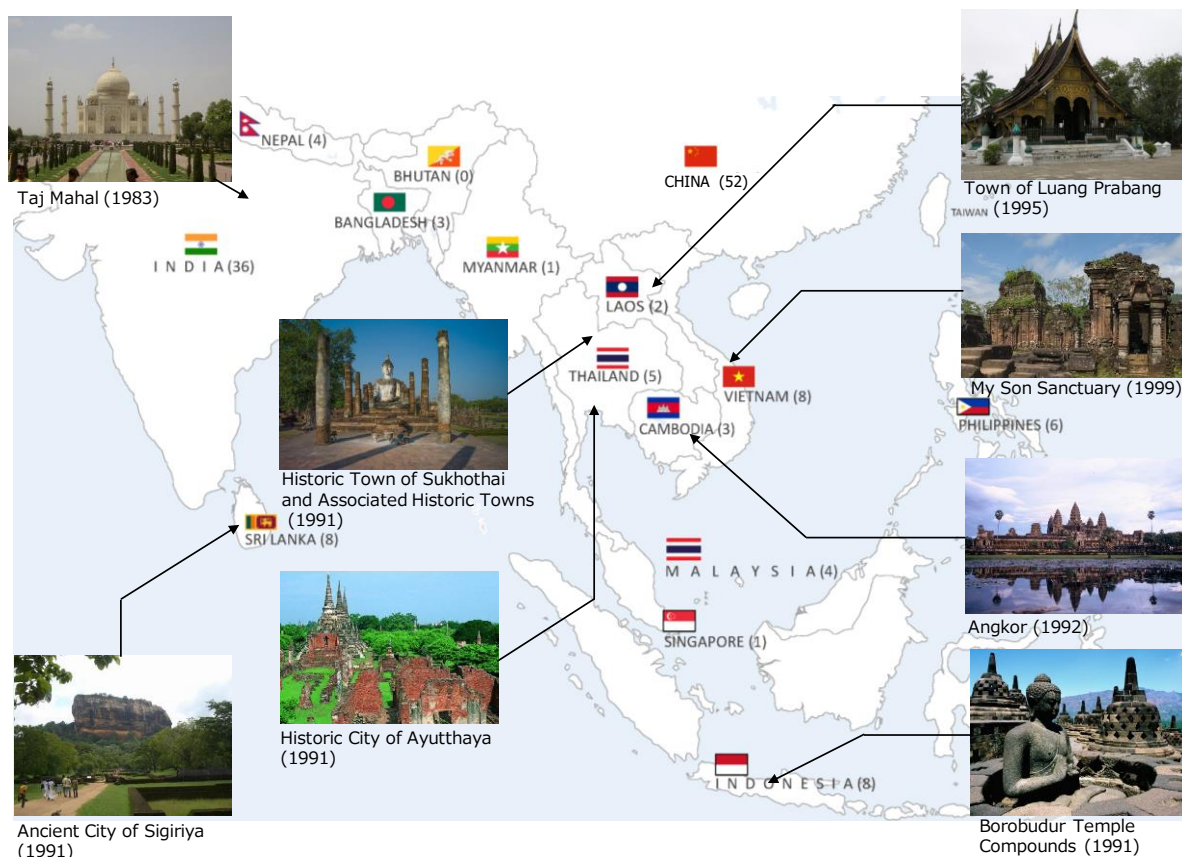 Taj Mahal (1983)
NEPAL (4)
BHUTAN (0)
BANGLADESH (3)
I N D I A (36)
MYANMAR (1)
CHINA (52)
TAIWAN
Town of Luang Prabang
(1995)
LAOS (2)
My Son Sanctuary (1999)
THAILAND (5)
VIETNAM (8)
CAMBODIA (3)
PHILIPPINES (6)
Historic Town of Sukhothai
and Associated Historic Towns
(1991)
SRI LANKA (8)
M A L A Y S I A (4)
SINGAPORE (1)
Angkor (1992)
Historic City of Ayutthaya
(1991)
I N D O N E S I A (8)
Ancient City of Sigiriya
(1991)
Borobudur Temple
Compounds (1991)